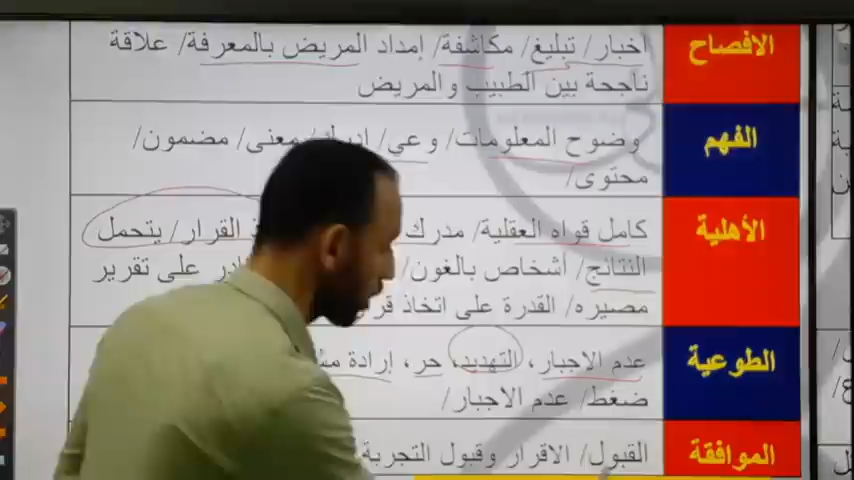 الافصاح
اخبار/ تبليغ/ مكاشفة/ إمداد المريض بالمعرفة/ علاقة
ناجحة بين الطبيب والمريض
الفهم
وضوح المعلومات/ وعي/ معنى/ مضمون/
محتوى/
الأهلية
كامل قواه العقلية/ مدرك القرار/ يتحمل
النتائج/ أشخاص بالغون/ على تقرير
مصيره/ القدرة على اتخاذ
الطوعية
عدم الاجبار، التهديد، حر، إرادة
ضغط/ عدم الاجبار/
الموافقة
القبول/ الاقرار وقبول التجربة